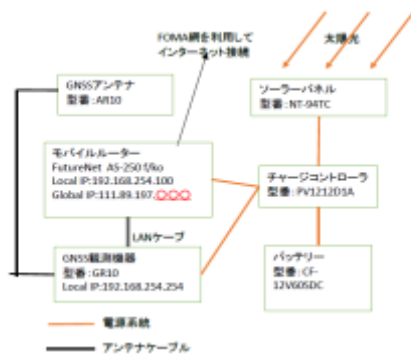 FOMA網を利用して
インターネット接続
太陽光
GNSSアンテナ
型番:AR10
ソーラーパネル
型番:NT-94TC
モバイルルーター
FutureNet AS-250 f/ko
Local IP:192.168.254.100
Global IP:111.89.197.〇〇〇
チャージコントローラ
型番:PV1212D1A
LANケーブ
GNSS観測機器
型番:GR10
Local IP:192.168.254.254
バッテリー
型番:CF-
12V60SDC
電源系統
アンテナケーブル